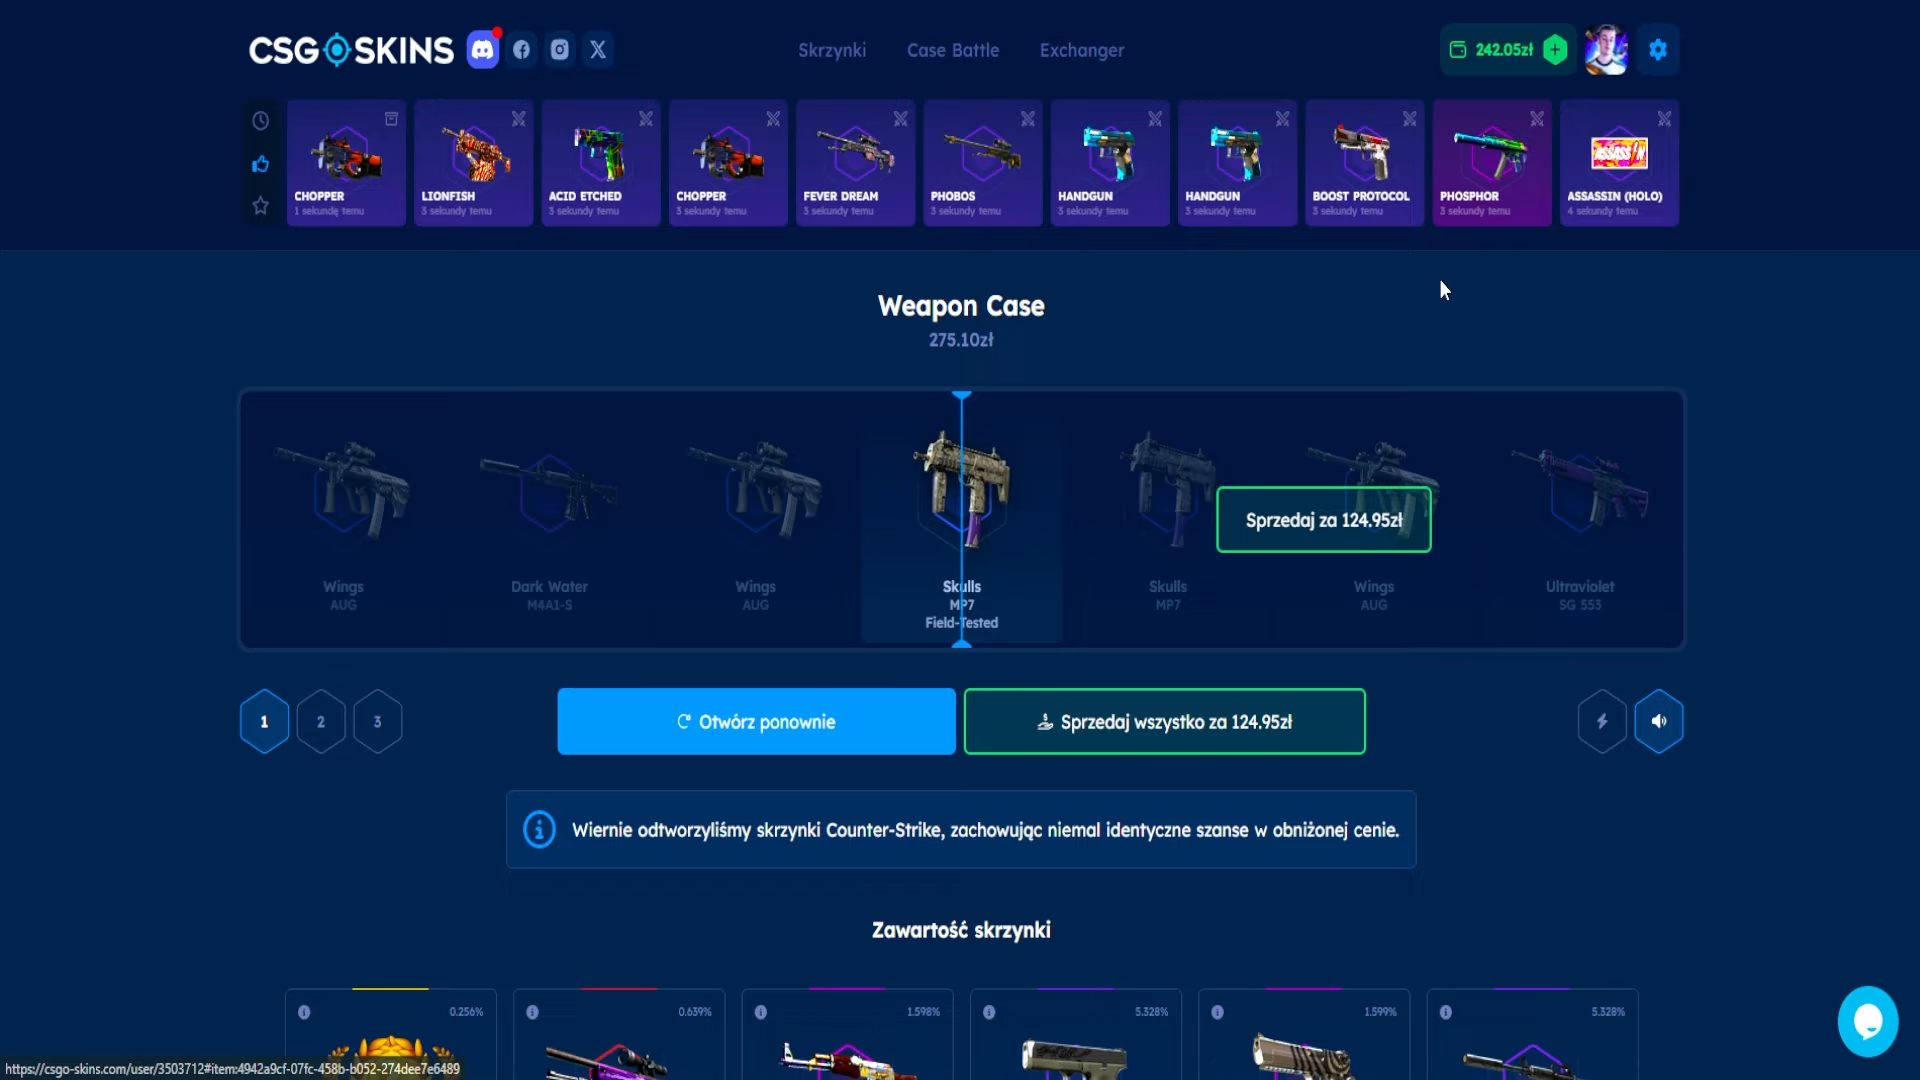 CSGOSKINS
Skrzynki
Case Battle
Exchanger
242.05zł
CHOPPER
1 sekundę temu
LIONFISH
3 sekundy temu
ACID ETCHED
3 sekundy temu
CHOPPER
3 sekundy temu
FEVER DREAM
3 sekundy temu
PHOBOS
3 sekundy temu
HANDGUN
3 sekundy temu
HANDGUN
3 sekundy temu
BOOST PROTOCOL
3 sekundy temu
PHOSPHOR
3 sekundy temu
ASSASSIN (HOLO)
4 sekundy temu
Weapon Case
275.10zł
Wings
AUG
Dark Water
M4A1-S
Wings
AUG
Skulls
MP7
Field-Tested
Skulls
MP7
Sprzedaj za 124.95zł
Wings
AUG
Ultraviolet
SG 553
1
2
3
Otwórz ponownie
Sprzedaj wszystko za 124.95zł
Wiernie odtworzyliśmy skrzynki Counter-Strike, zachowując niemal identyczne szanse w obniżonej cenie.
Zawartość skrzynki
0.256%
0.639%
1.598%
5.328%
1.599%
5.328%
https://csgo-skins.com/user/3503712#item:4942a9cf-07fc-458b-b052-274dee7e6489